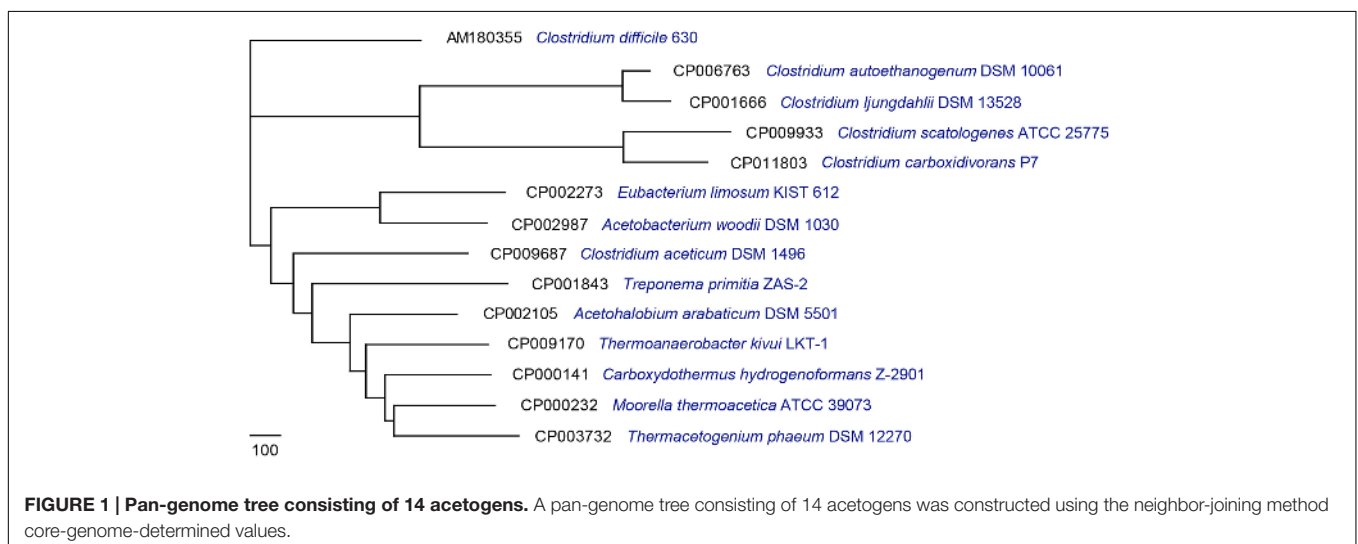 AM180355 Clostridium difficile 630
CP006763 Clostridium autoethanogenum DSM 10061
CP001666 Clostridium ljungdahlii DSM 13528
CP009933 Clostridium scatologenes ATCC 25775
CP011803 Clostridium carboxidivorans P7
CP002273 Eubacterium limosum KIST 612
CP002987 Acetobacterium woodii DSM 1030
CP009687 Clostridium aceticum DSM 1496
CP001843 Treponema primitia ZAS-2
CP002105 Acetohalobium arabaticum DSM 5501
CP009170 Thermoanaerobacter kivui LKT-1
CP000141 Carboxydothermus hydrogenoformans Z-2901
CP000232 Moorella thermoacetica ATCC 39073
CP003732 Thermacetogenium phaeum DSM 12270
100
FIGURE 1 | Pan-genome tree consisting of 14 acetogens. A pan-genome tree consisting of 14 acetogens was constructed using the neighbor-joining method
core-genome-determined values.